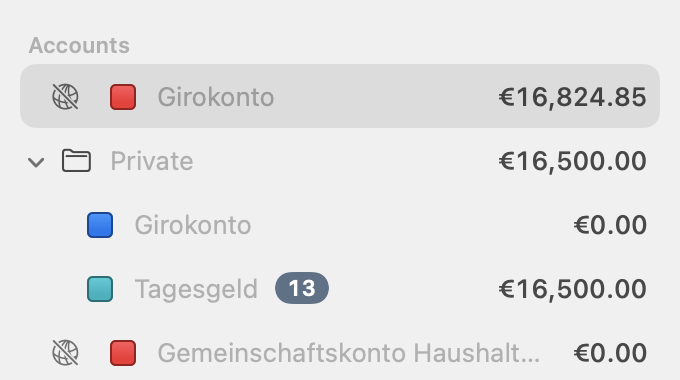 Accounts
Girokonto €16,824.85
Private €16,500.00
Girokonto €0.00
Tagesgeld 13 €16,500.00
Gemeinschaftskonto Haushalt... €0.00